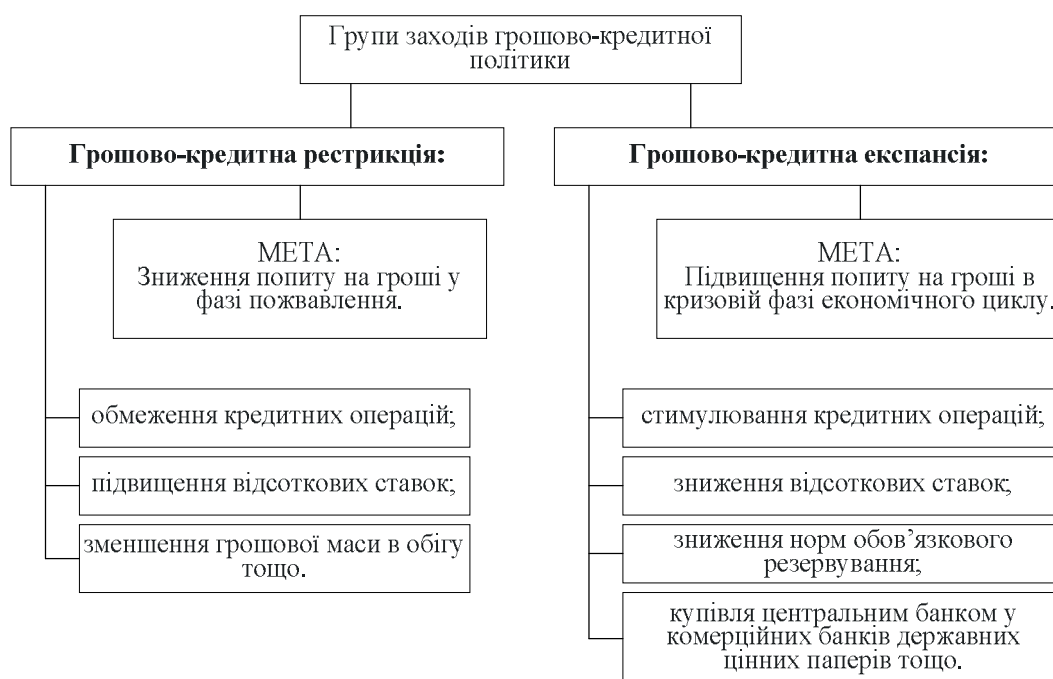 Групи заходів грошово-кредитної
політики
Грошово-кредитна рестрикція:
МЕТА:
Зниження попиту на гроші у
фазі пожвавлення.
обмеження кредитних операцій;
підвищення відсоткових ставок;
зменшення грошової маси в обігу
тощо.
Грошово-кредитна експансія:
МЕТА:
Підвищення попиту на гроші в
кризовій фазі економічного циклу.
стимулювання кредитних операцій;
зниження відсоткових ставок;
зниження норм обов’язкового
резервування;
купівля центральним банком у
комерційних банків державних
цінних паперів тощо.